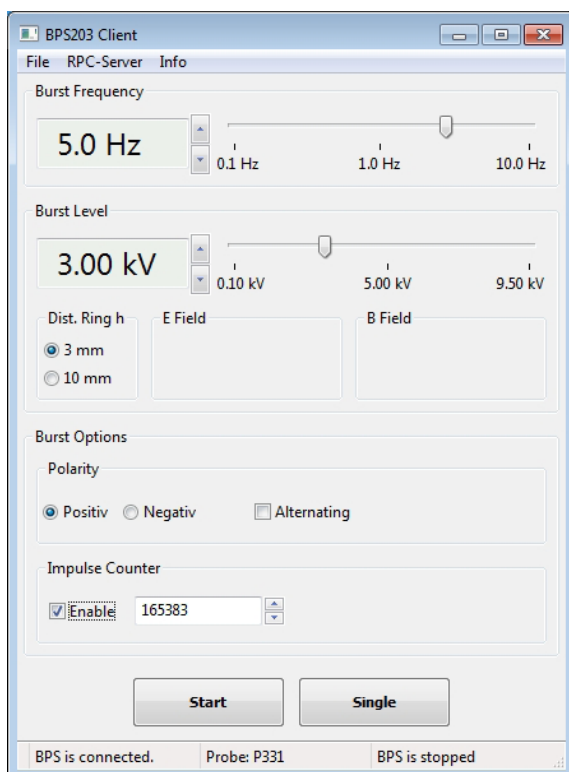 BPS203 Client
File RPC-Server Info
Burst Frequency
5.0 Hz
0.1 Hz 1.0 Hz 10.0 Hz
Burst Level
3.00 kV
0.10 kV 5.00 kV 9.50 kV
Dist. Ring h E Field B Field
3 mm
10 mm
Burst Options
Polarity
Positiv Negativ Alternating
Impulse Counter
Enable 165383
Start Single
BPS is connected. Probe: P331 BPS is stopped